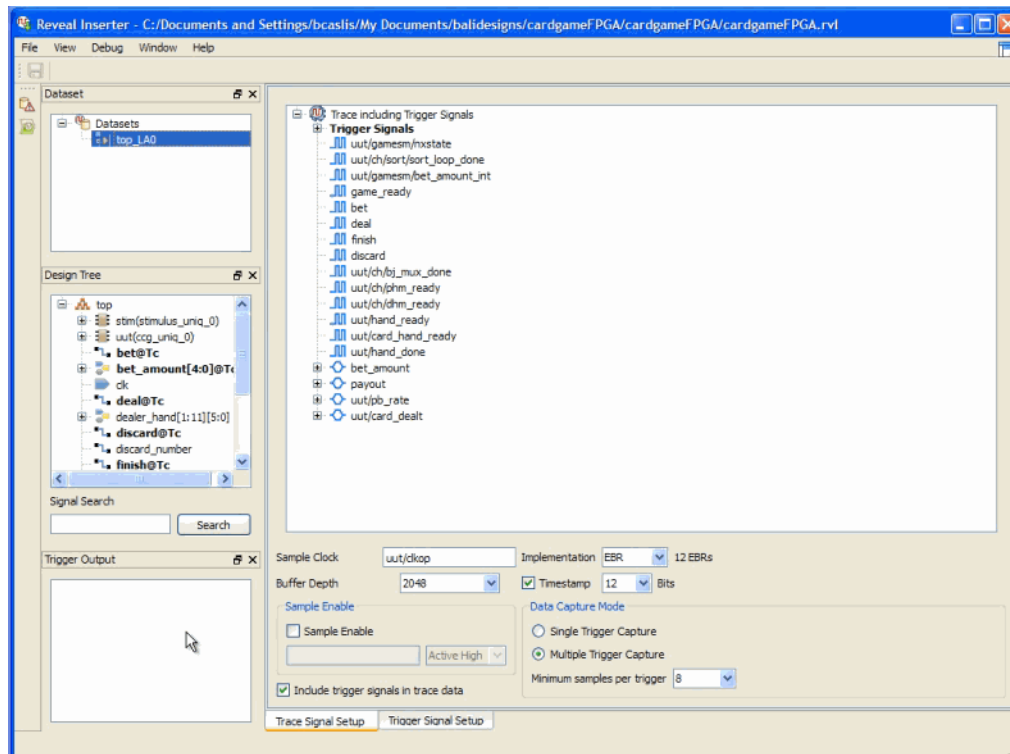 Reveal Inserter - C:/Documents and Settings/bcaslis/My Documents/balidesigns/cardgameFPGA/cardgameFPGA/cardgameFPGA.rvl
File View Debug Window Help
Dataset
Datasets
top_LA0
Design Tree
top
stim(stimulus_uniq_0)
uut(ccg_uniq_0)
bet@Tc
bet_amount[4:0]@Tc
clk
deal@Tc
dealer_hand[1:11][5:0]
discard@Tc
discard_number
finish@Tc
Signal Search
Search
Trigger Output
Trace including Trigger Signals
Trigger Signals
uut/gamesm/nxstate
uut/ch/sort/sort_loop_done
uut/gamesm/bet_amount_int
game_ready
bet
deal
finish
discard
uut/ch/bj_mux_done
uut/ch/phm_ready
uut/ch/dhm_ready
uut/hand_ready
uut/card_hand_ready
uut/hand_done
bet_amount
payout
uut/pb_rate
uut/card_dealt
Sample Clock uut/clkop Implementation EBR 12 EBRs
Buffer Depth 2048 Timestamp 12 Bits
Sample Enable
Sample Enable
Active High
Include trigger signals in trace data
Data Capture Mode
Single Trigger Capture
Multiple Trigger Capture
Minimum samples per trigger 8
Trace Signal Setup Trigger Signal Setup